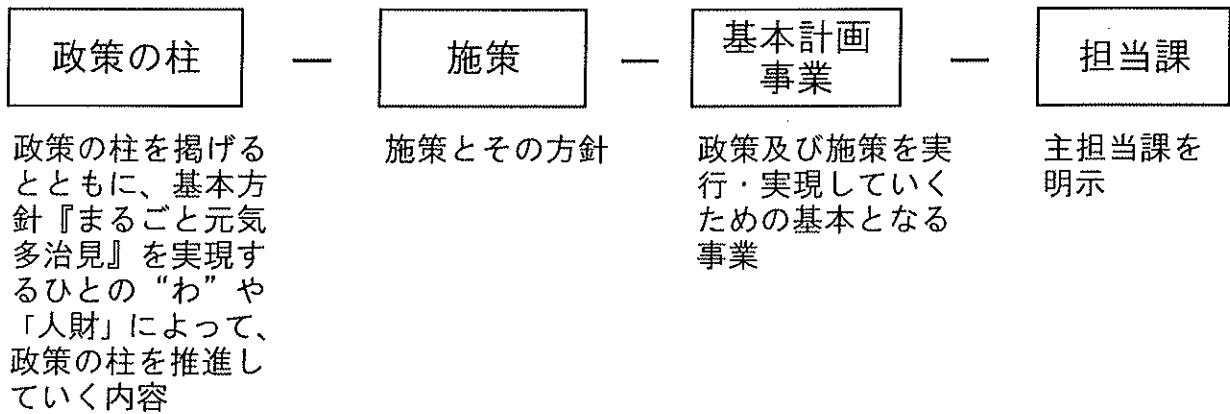 政策の柱
政策の柱を掲げる
とともに、基本方
針『まるごと元気
多治見』を実現す
るひとの“わ”や
「人財」によって、
政策の柱を推進し
ていく内容
施策
施策とその方針
基本計画
事業
政策及び施策を実
行・実現していく
ための基本となる
事業
担当課
主担当課を
明示